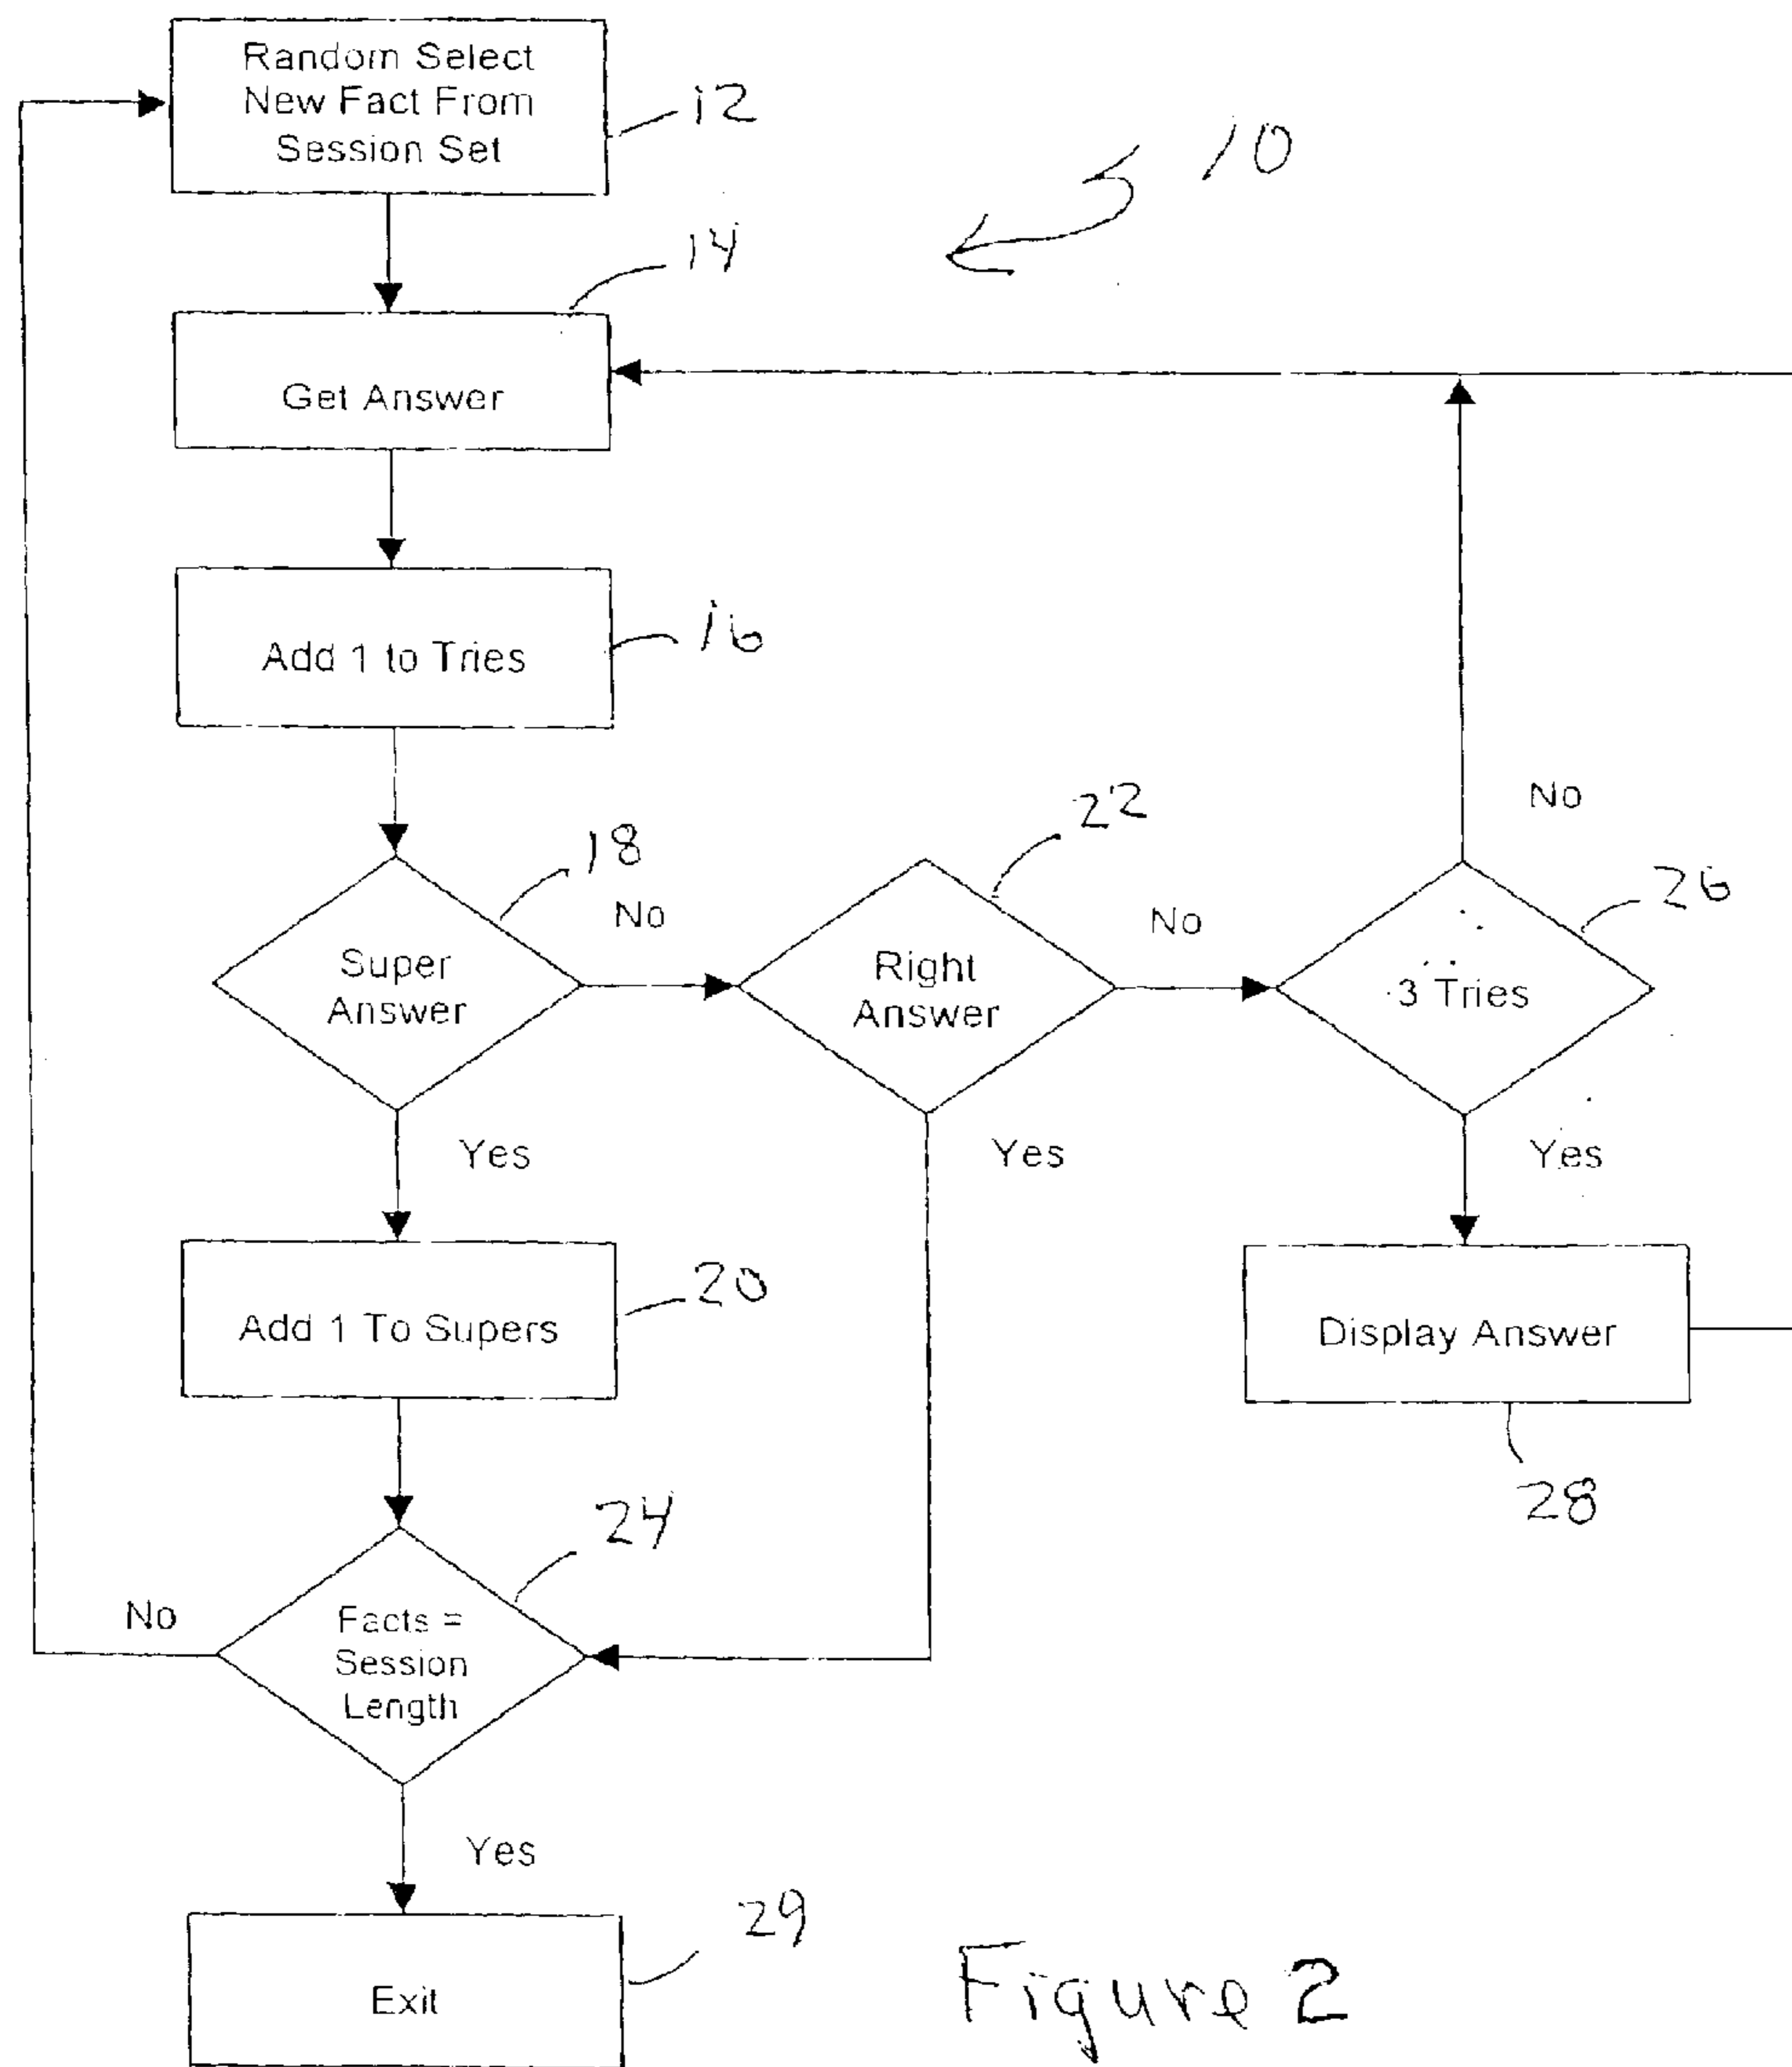 Random Select
New Fact From
Session Set
12
10
14
Get Answer
Add 1 to Tries
16
No
22
18
No
No
26
Super
Answer
Right
Answer
3 Tries
Yes
Yes
Yes
Add 1 To Supers
20
Display Answer
28
24
No
Facts =
Session
Length
Yes
29
Exit
Figure 2